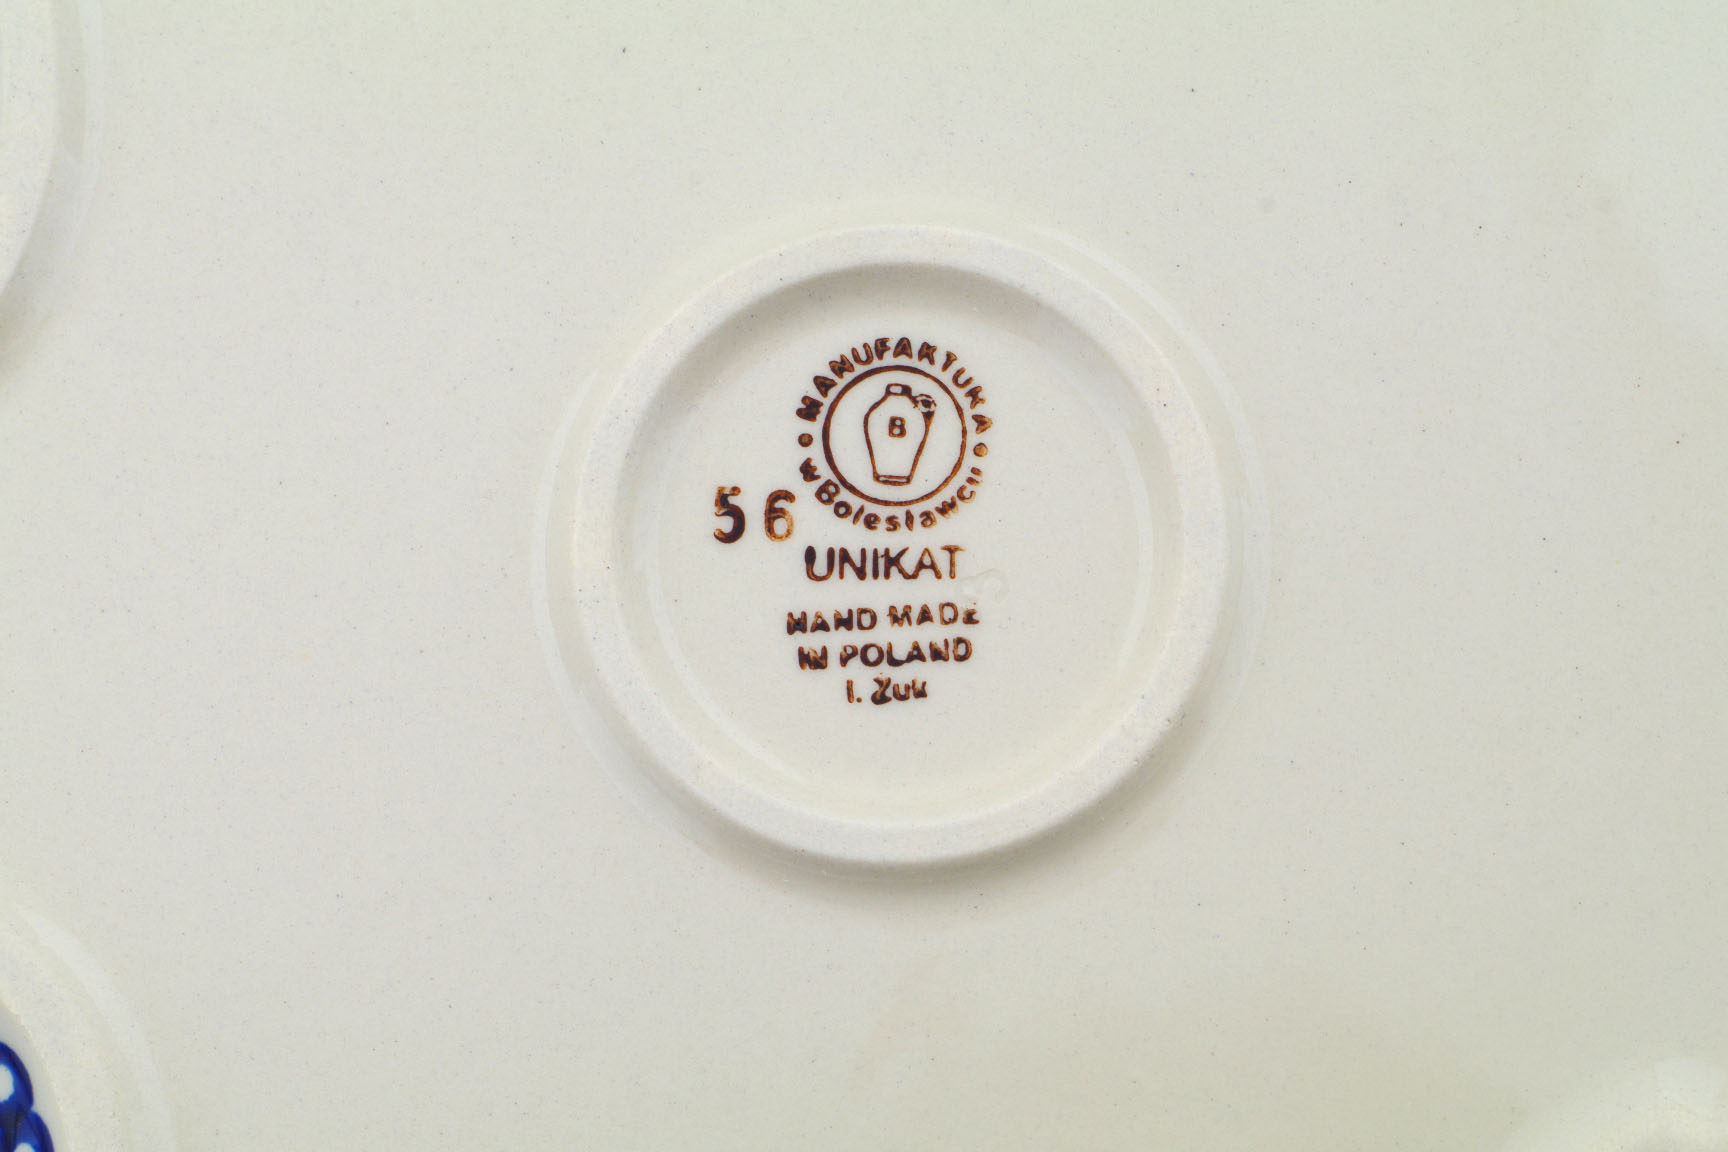 MANUFAKTURA
w Bolesławcu
B
56
UNIKAT
HAND MADE
IN POLAND
I. Żuk